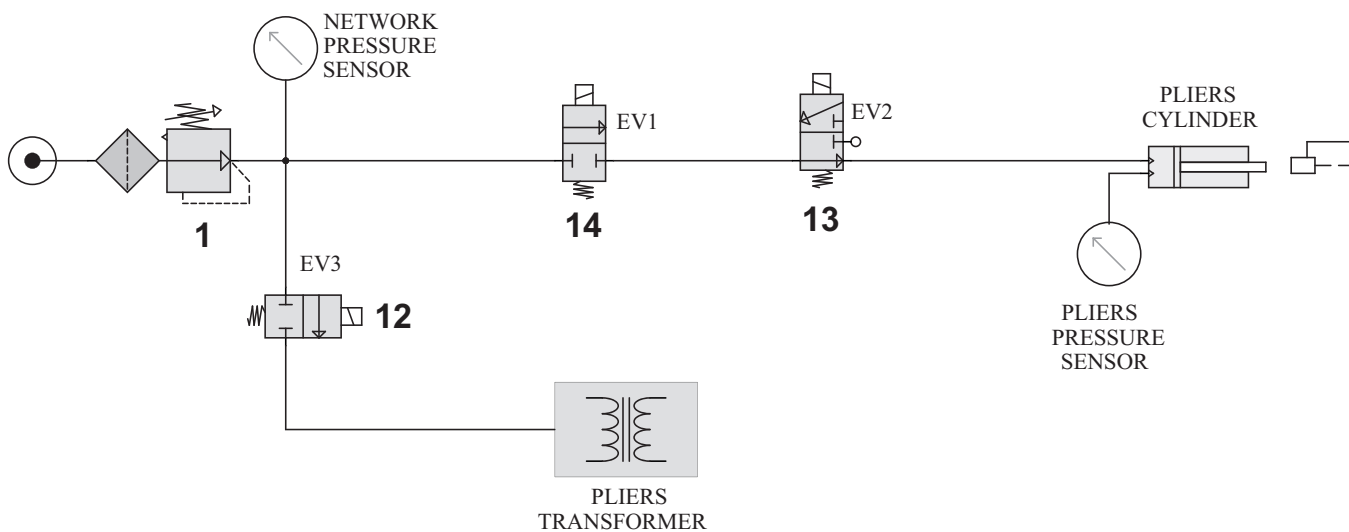 NETWORK
PRESSURE
SENSOR
EV1
EV2
PLIERS
CYLINDER
1
14
13
EV3
12
PLIERS
PRESSURE
SENSOR
PLIERS
TRANSFORMER